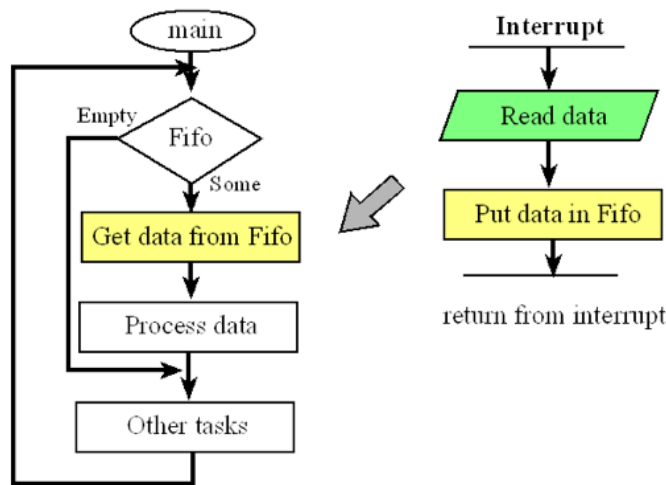 main
Empty
Fifo
Some
Get data from Fifo
Process data
Other tasks
Interrupt
Read data
Put data in Fifo
return from interrupt